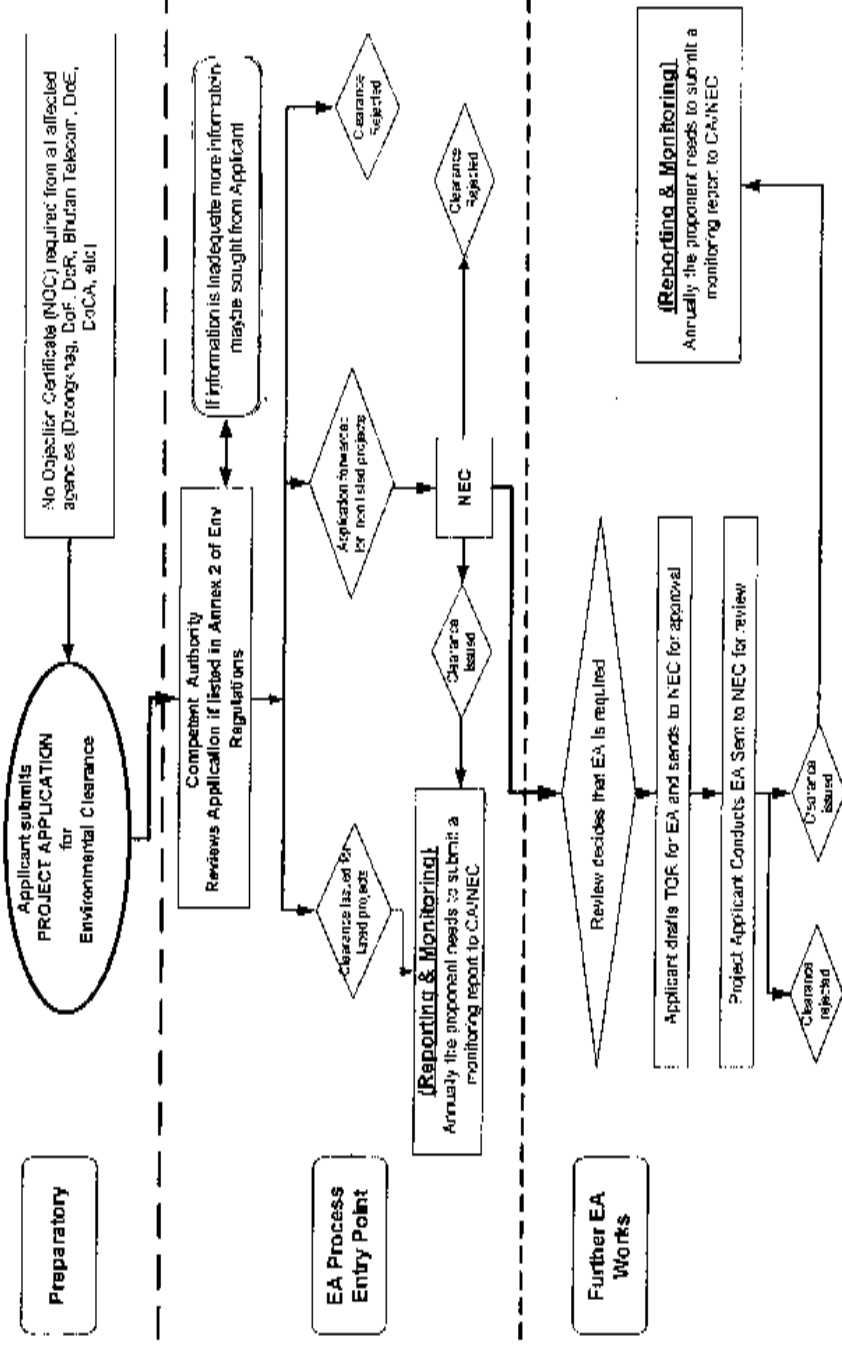 Preparatory
Applicant submits
PROJECT APPLICATION
for
Environmental Clearance
No Objection Certificate (NOC) required from all affected
agencies (Dzongkhag, DoF, DoR, Bhutan Telecom, DoE,
DoCA, etc)
EA Process
Entry Point
Competent Authority
Reviews Application if listed in Annex 2 of Env
Regulations
If information is Inadequate more information
maybe sought from Applicant
Clearance Issued for
Listed projects
Application forwarded
for non listed projects
Clearance
Rejected
(Reporting & Monitoring)
Annually the proponent needs to submit a
monitoring report to CA/NEC
Clearance
Issued
NEC
Clearance
Rejected
Further EA
Works
Review decides that EA is required
Applicant drafts TOR for EA and sends to NEC for approval
Project Applicant Conducts EA Sent to NEC for review
Clearance
rejected
Clearance
issued
(Reporting & Monitoring)
Annually the proponent needs to submit a
monitoring report to CA/NEC